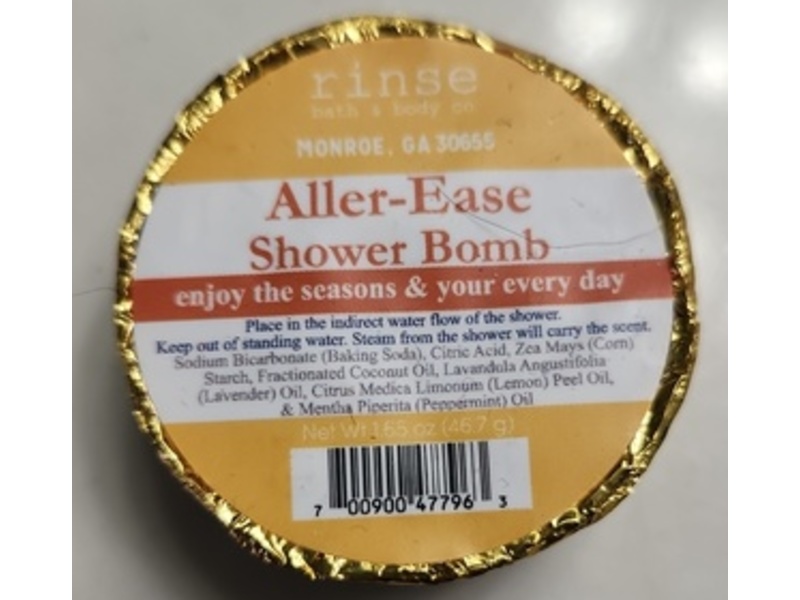 rinse
bath & body co
MONROE, GA 30655
Aller-Ease
Shower Bomb
enjoy the seasons & your every day
Place in the indirect water flow of the shower.
Keep out of standing water. Steam from the shower will carry the scent.
Sodium Bicarbonate (Baking Soda), Citric Acid, Zea Mays (Corn)
Starch, Fractionated Coconut Oil, Lavandula Angustifolia
(Lavender) Oil, Citrus Medica Limonum (Lemon) Peel Oil,
& Mentha Piperita (Peppermint) Oil
Net Wt 1.65 oz (46.7 g)
7 00900 47796 3